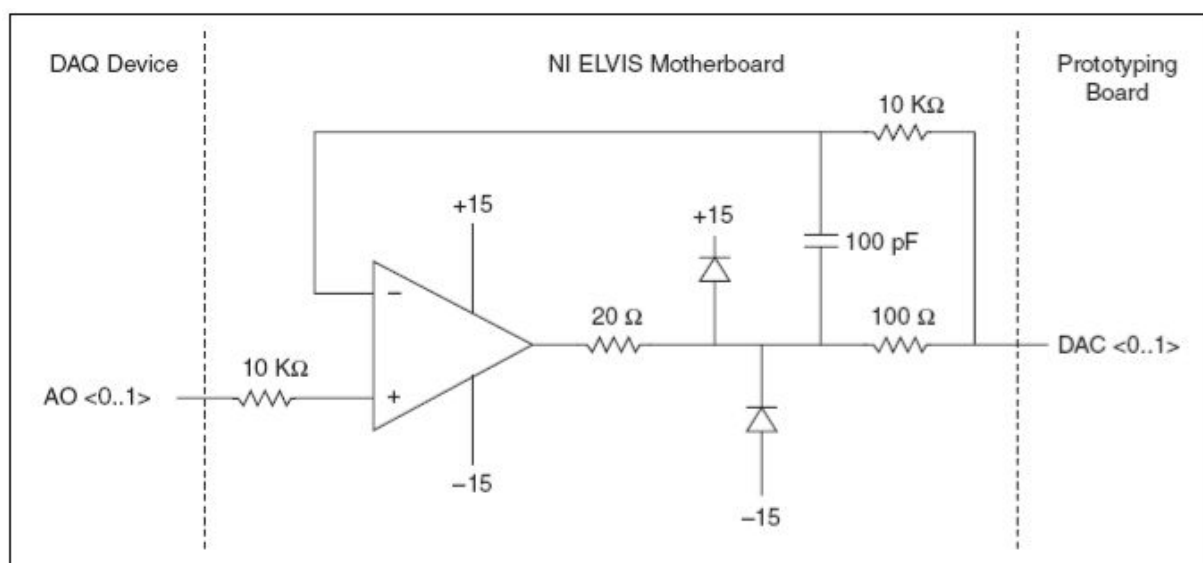 DAQ Device
NI ELVIS Motherboard
Prototyping
Board
10 KΩ
+15
+15
100 pF
−
20 Ω
100 Ω
DAC <0..1>
10 KΩ
AO <0..1>
+
–15
–15